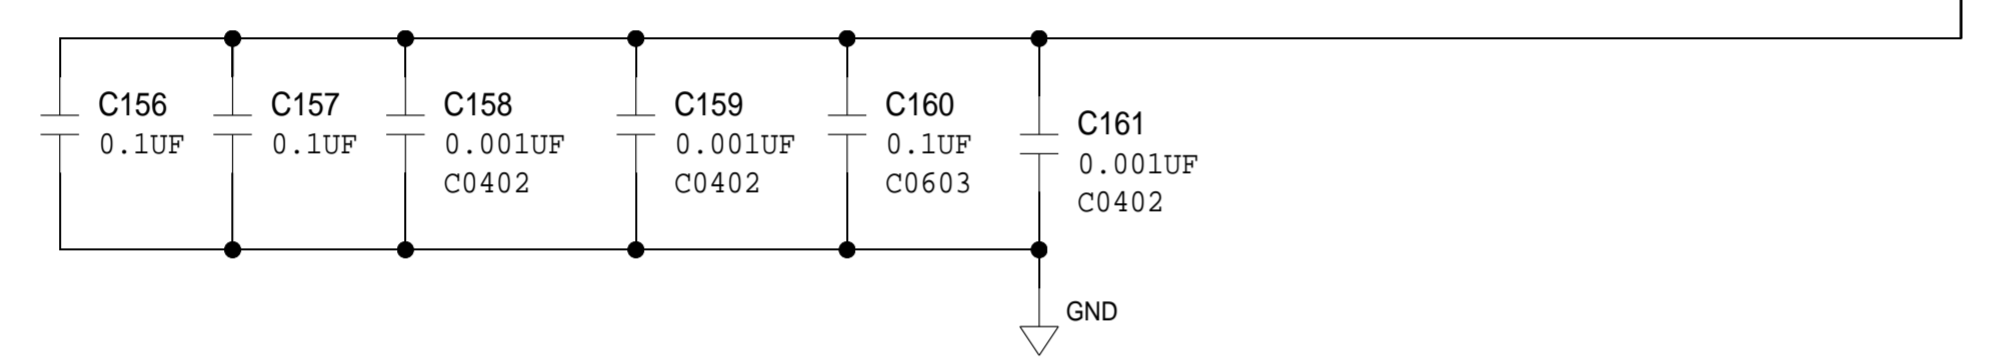 C156
0.1UF
C157
0.1UF
C158
0.001UF
C0402
C159
0.001UF
C0402
C160
0.1UF
C0603
C161
0.001UF
C0402
GND